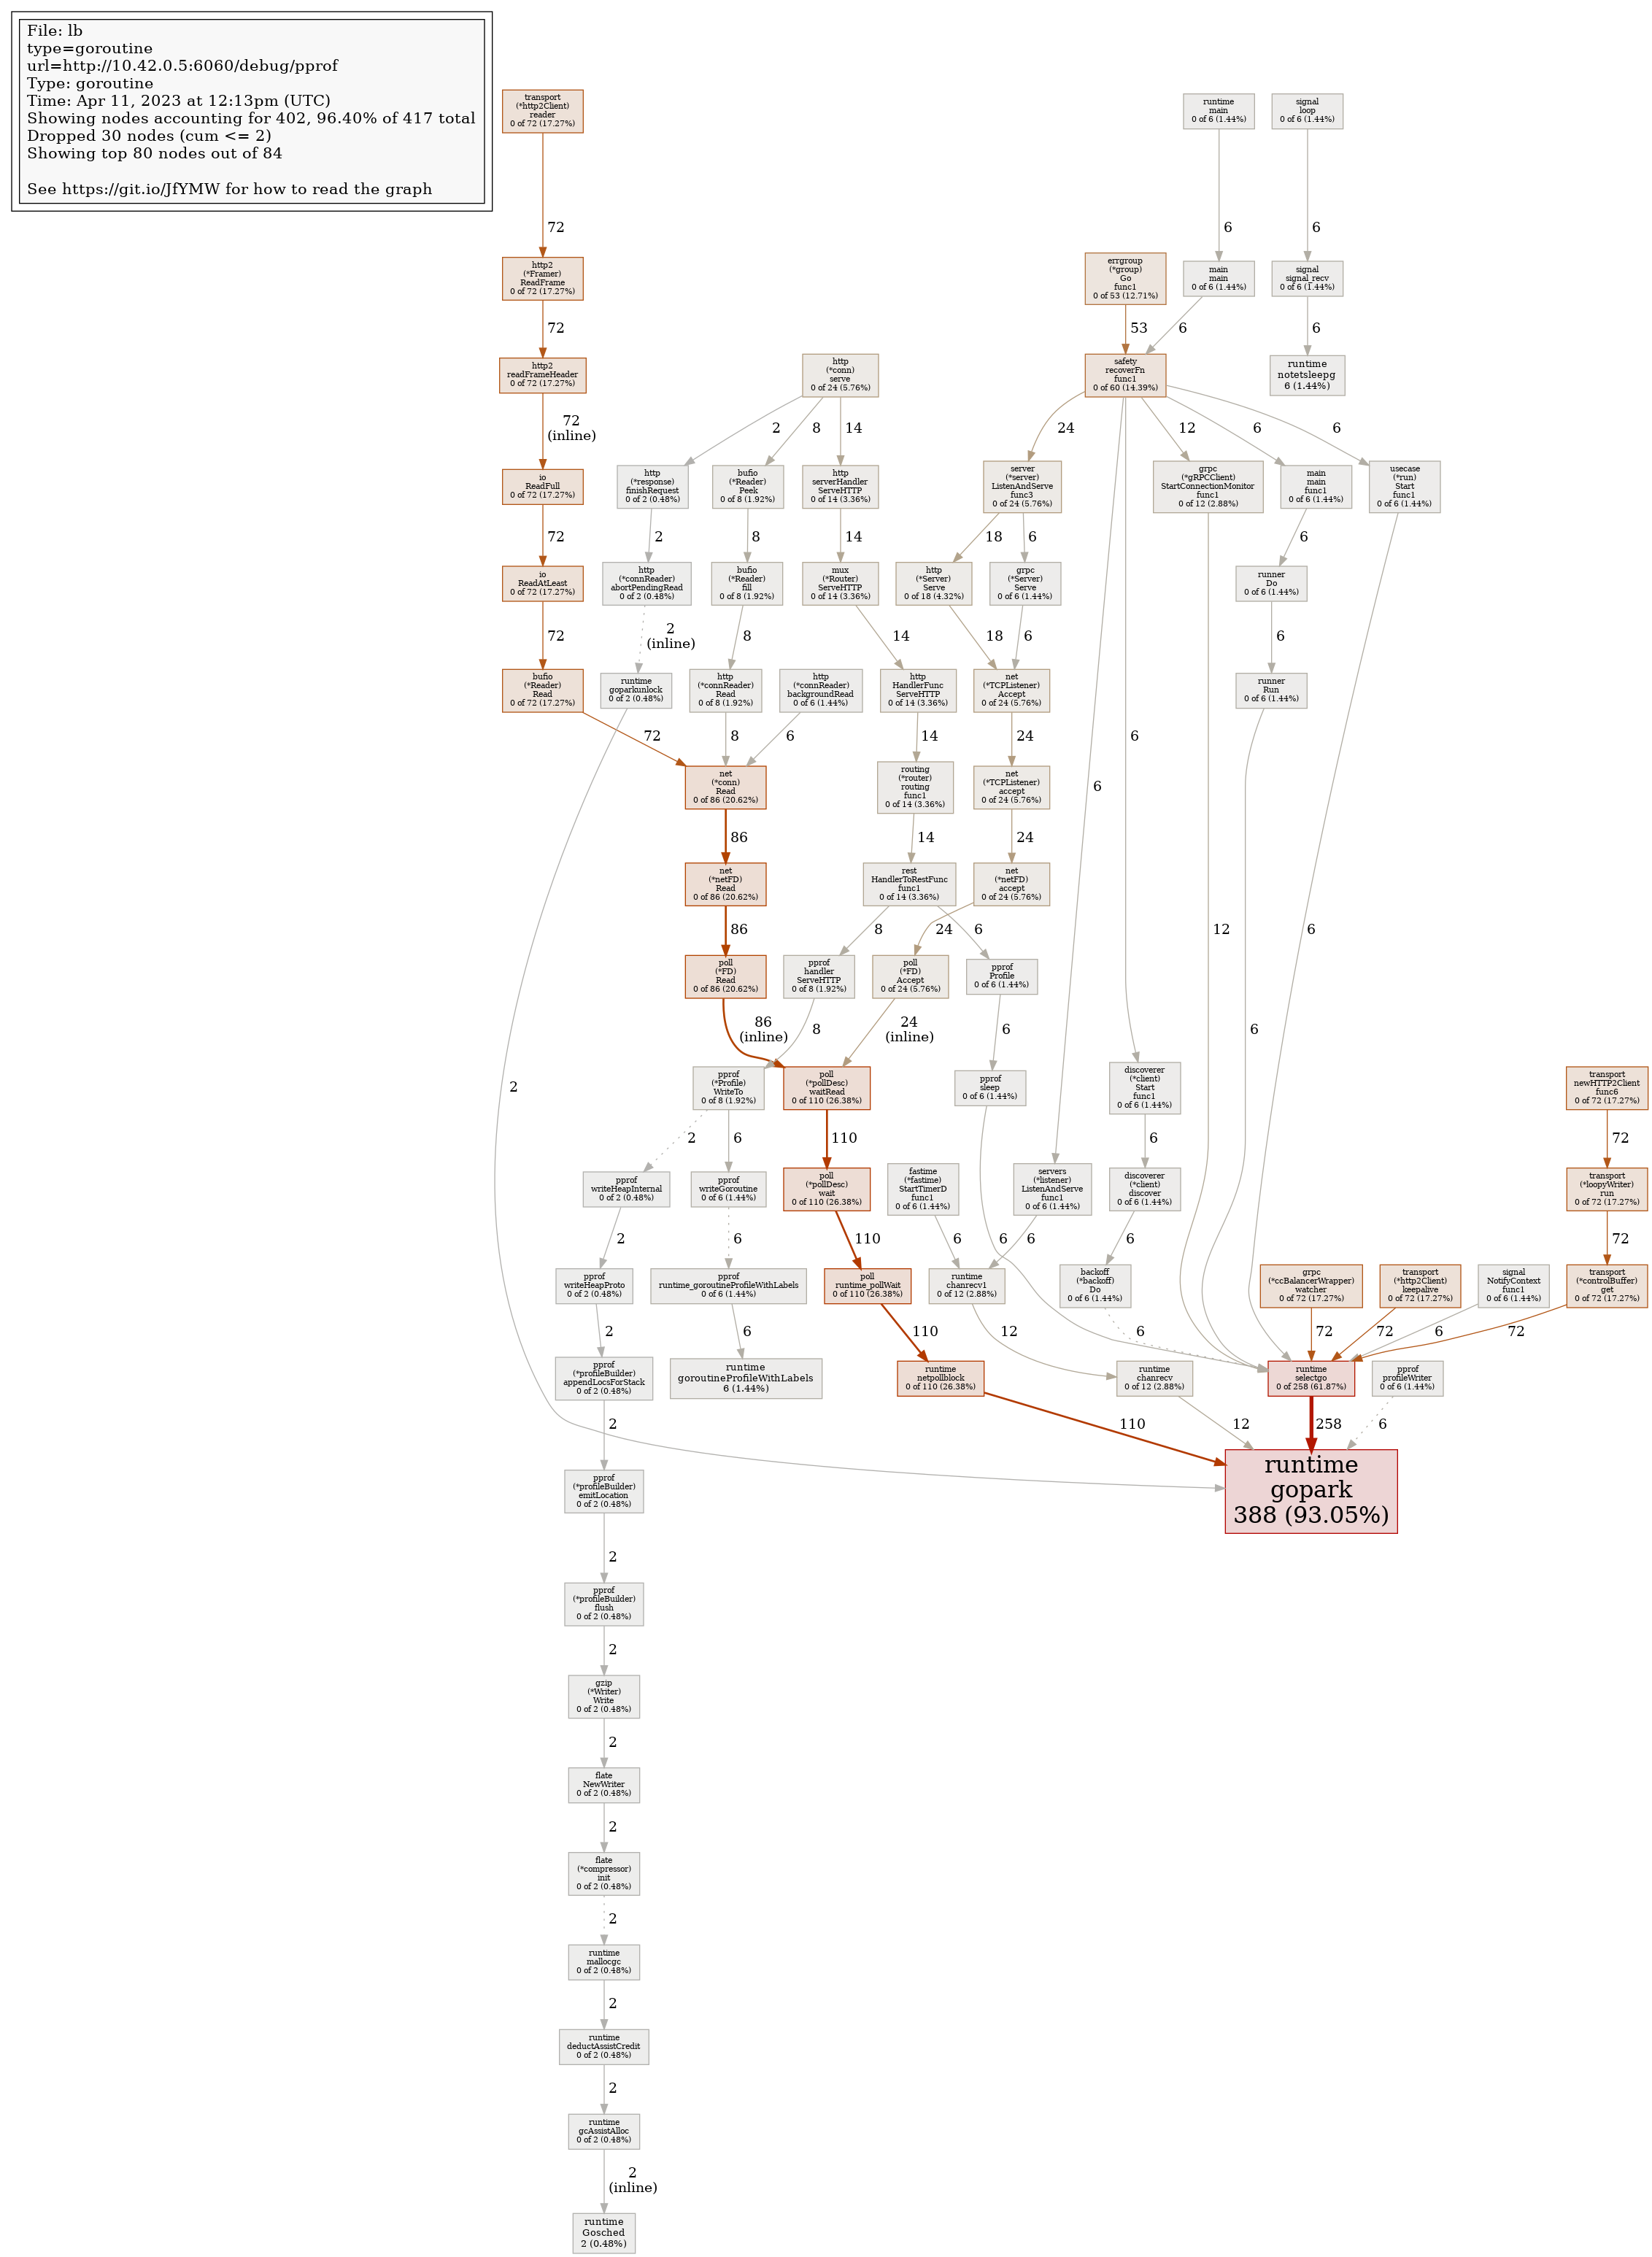 File: lb
type=goroutine
url=http://10.42.0.5:6060/debug/pprof
Type: goroutine
Time: Apr 11, 2023 at 12:13pm (UTC)
Showing nodes accounting for 402, 96.40% of 417 total
Dropped 30 nodes (cum <= 2)
Showing top 80 nodes out of 84
See https://git.io/JfYMW for how to read the graph
transport
(*http2Client)
reader
0 of 72 (17.27%)
runtime
main
0 of 6 (1.44%)
signal
loop
0 of 6 (1.44%)
72
6
6
http2
(*Framer)
ReadFrame
0 of 72 (17.27%)
errgroup
(*group)
Go
func1
0 of 53 (12.71%)
main
main
0 of 6 (1.44%)
signal
signal_recv
0 of 6 (1.44%)
72
53
6
6
http2
readFrameHeader
0 of 72 (17.27%)
http
(*conn)
serve
0 of 24 (5.76%)
safety
recoverFn
func1
0 of 60 (14.39%)
runtime
notetsleepg
6 (1.44%)
72
(inline)
2
8
14
24
12
6
6
io
ReadFull
0 of 72 (17.27%)
http
(*response)
finishRequest
0 of 2 (0.48%)
bufio
(*Reader)
Peek
0 of 8 (1.92%)
http
serverHandler
ServeHTTP
0 of 14 (3.36%)
server
(*server)
ListenAndServe
func3
0 of 24 (5.76%)
grpc
(*gRPCClient)
StartConnectionMonitor
func1
0 of 12 (2.88%)
main
main
func1
0 of 6 (1.44%)
usecase
(*run)
Start
func1
0 of 6 (1.44%)
72
2
8
14
18
6
6
io
ReadAtLeast
0 of 72 (17.27%)
http
(*connReader)
abortPendingRead
0 of 2 (0.48%)
bufio
(*Reader)
fill
0 of 8 (1.92%)
mux
(*Router)
ServeHTTP
0 of 14 (3.36%)
http
(*Server)
Serve
0 of 18 (4.32%)
grpc
(*Server)
Serve
0 of 6 (1.44%)
runner
Do
0 of 6 (1.44%)
72
2
(inline)
8
14
18
6
6
bufio
(*Reader)
Read
0 of 72 (17.27%)
runtime
goparkunlock
0 of 2 (0.48%)
http
(*connReader)
Read
0 of 8 (1.92%)
http
(*connReader)
backgroundRead
0 of 6 (1.44%)
http
HandlerFunc
ServeHTTP
0 of 14 (3.36%)
net
(*TCPListener)
Accept
0 of 24 (5.76%)
runner
Run
0 of 6 (1.44%)
72
8
6
14
24
6
net
(*conn)
Read
0 of 86 (20.62%)
routing
(*router)
routing
func1
0 of 14 (3.36%)
net
(*TCPListener)
accept
0 of 24 (5.76%)
6
86
14
24
net
(*netFD)
Read
0 of 86 (20.62%)
rest
HandlerToRestFunc
func1
0 of 14 (3.36%)
net
(*netFD)
accept
0 of 24 (5.76%)
86
8
24
6
12
6
poll
(*FD)
Read
0 of 86 (20.62%)
pprof
handler
ServeHTTP
0 of 8 (1.92%)
poll
(*FD)
Accept
0 of 24 (5.76%)
pprof
Profile
0 of 6 (1.44%)
86
(inline)
8
24
(inline)
6
6
2
pprof
(*Profile)
WriteTo
0 of 8 (1.92%)
poll
(*pollDesc)
waitRead
0 of 110 (26.38%)
pprof
sleep
0 of 6 (1.44%)
discoverer
(*client)
Start
func1
0 of 6 (1.44%)
transport
newHTTP2Client
func6
0 of 72 (17.27%)
2
6
110
6
72
pprof
writeHeapInternal
0 of 2 (0.48%)
pprof
writeGoroutine
0 of 6 (1.44%)
poll
(*pollDesc)
wait
0 of 110 (26.38%)
fastime
(*fastime)
StartTimerD
func1
0 of 6 (1.44%)
servers
(*listener)
ListenAndServe
func1
0 of 6 (1.44%)
discoverer
(*client)
discover
0 of 6 (1.44%)
transport
(*loopyWriter)
run
0 of 72 (17.27%)
2
6
110
6
6
6
6
72
pprof
writeHeapProto
0 of 2 (0.48%)
pprof
runtime_goroutineProfileWithLabels
0 of 6 (1.44%)
poll
runtime_pollWait
0 of 110 (26.38%)
runtime
chanrecv1
0 of 12 (2.88%)
backoff
(*backoff)
Do
0 of 6 (1.44%)
grpc
(*ccBalancerWrapper)
watcher
0 of 72 (17.27%)
transport
(*http2Client)
keepalive
0 of 72 (17.27%)
signal
NotifyContext
func1
0 of 6 (1.44%)
transport
(*controlBuffer)
get
0 of 72 (17.27%)
2
6
110
12
6
72
72
6
72
pprof
(*profileBuilder)
appendLocsForStack
0 of 2 (0.48%)
runtime
goroutineProfileWithLabels
6 (1.44%)
runtime
netpollblock
0 of 110 (26.38%)
runtime
chanrecv
0 of 12 (2.88%)
runtime
selectgo
0 of 258 (61.87%)
pprof
profileWriter
0 of 6 (1.44%)
2
110
12
258
6
runtime
gopark
388 (93.05%)
pprof
(*profileBuilder)
emitLocation
0 of 2 (0.48%)
2
pprof
(*profileBuilder)
flush
0 of 2 (0.48%)
2
gzip
(*Writer)
Write
0 of 2 (0.48%)
2
flate
NewWriter
0 of 2 (0.48%)
2
flate
(*compressor)
init
0 of 2 (0.48%)
2
runtime
mallocgc
0 of 2 (0.48%)
2
runtime
deductAssistCredit
0 of 2 (0.48%)
2
runtime
gcAssistAlloc
0 of 2 (0.48%)
2
(inline)
runtime
Gosched
2 (0.48%)